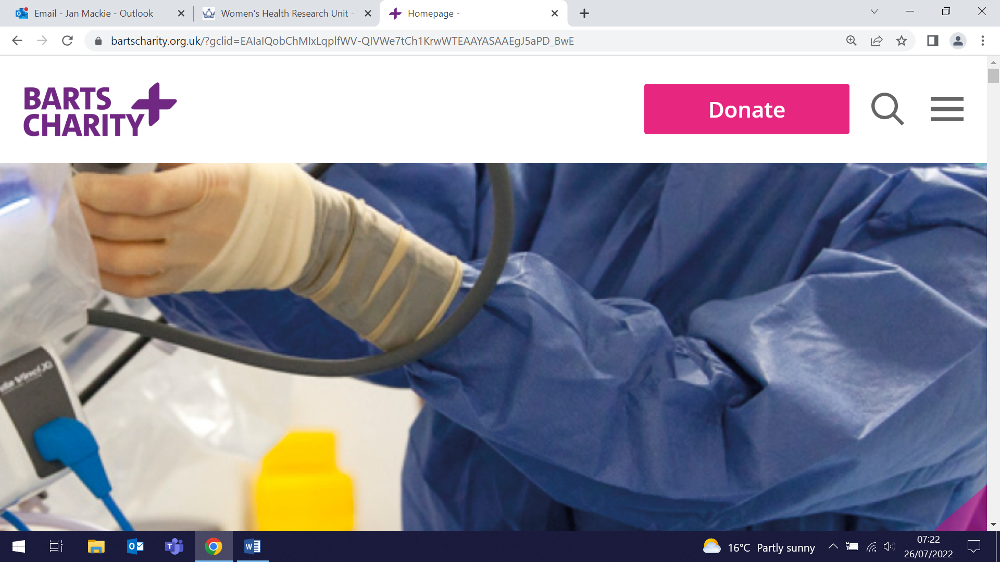 Email - Jan Mackie - Outlook
Women's Health Research Unit -
Homepage -
bartscharity.org.uk/?gclid=EAIaIQobChMIxLqplfWV-QIVWe7tCh1KrwWTEAAYASAAEgJ5aPD_BwE
BARTS
CHARITY
Donate
16°C Partly sunny
07:22
26/07/2022